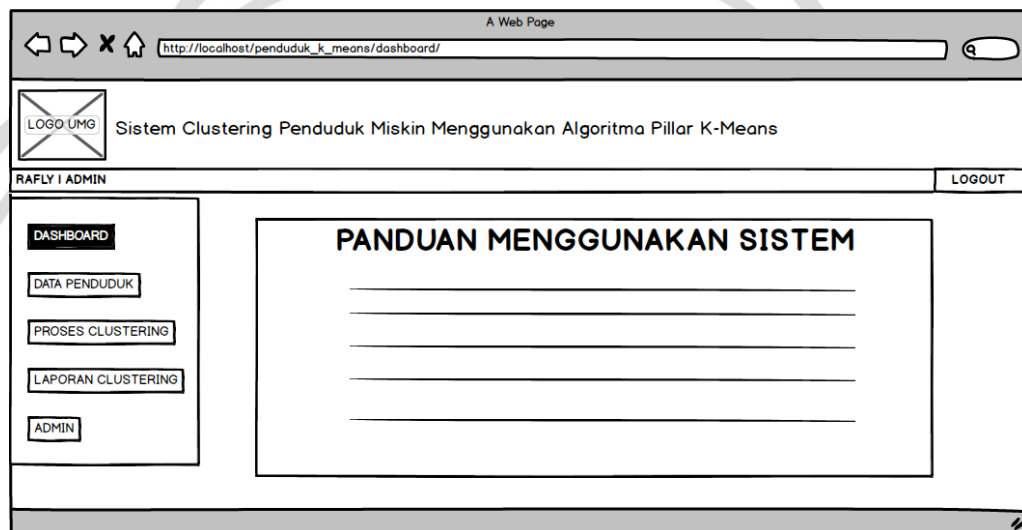 A Web Page
http://localhost/penduduk_k_means/dashboard/
LOGO UMG
Sistem Clustering Penduduk Miskin Menggunakan Algoritma Pillar K-Means
RAFLY I ADMIN
LOGOUT
DASHBOARD
PANDUAN MENGGUNAKAN SISTEM
DATA PENDUDUK
PROSES CLUSTERING
LAPORAN CLUSTERING
ADMIN